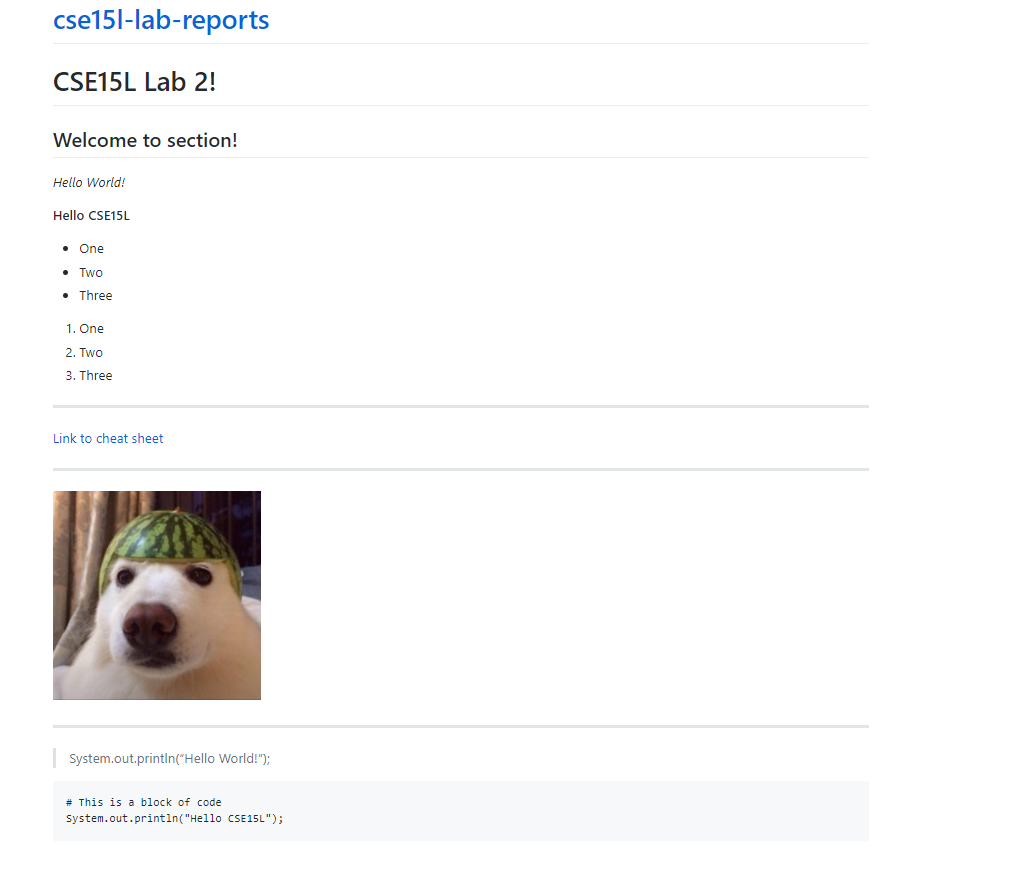 cse15l-lab-reports
CSE15L Lab 2!
Welcome to section!
Hello World!
Hello CSE15L
• One
• Two
• Three
1. One
2. Two
3. Three
Link to cheat sheet
System.out.println(“Hello World!”);
# This is a block of code
System.out.println("Hello CSE15L");